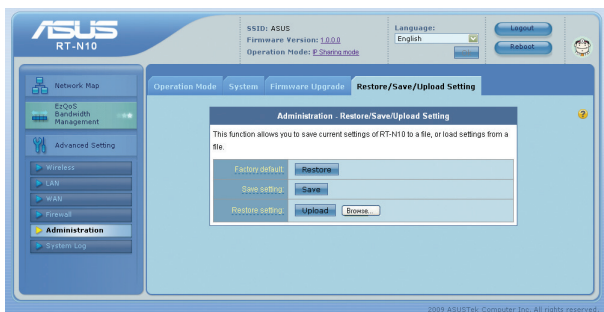 ASUS
RT-N10
SSID: ASUS
Firmware Version: 1.0.0.0
Operation Mode: IP Sharing mode
Language:
English
Logout
Reboot
Network Map
EzQoS
Bandwidth
Management
Advanced Setting
Wireless
LAN
WAN
Firewall
Administration
System Log
Operation Mode System Firmware Upgrade Restore/Save/Upload Setting
Administration - Restore/Save/Upload Setting
This function allows you to save current settings of RT-N10 to a file, or load settings from a
file.
Factory default: Restore
Save setting: Save
Restore setting: Upload Browse...
2009 ASUSTek Computer Inc. All rights reserved.